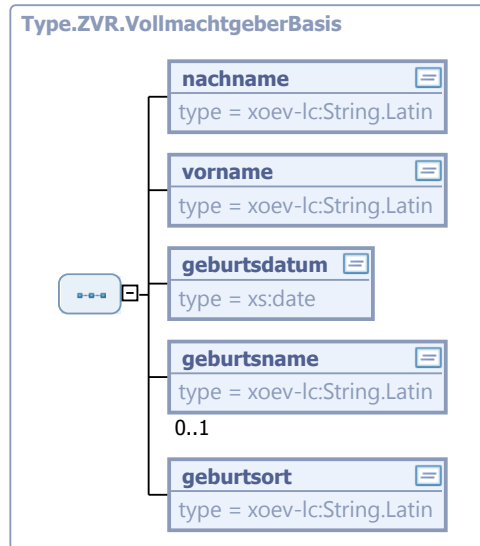 Type.ZVR.VollmachtgeberBasis
nachname
type = xoev-lc:String.Latin
vorname
type = xoev-lc:String.Latin
geburtsdatum
type = xs:date
geburtsname
type = xoev-lc:String.Latin
0..1
geburtsort
type = xoev-lc:String.Latin